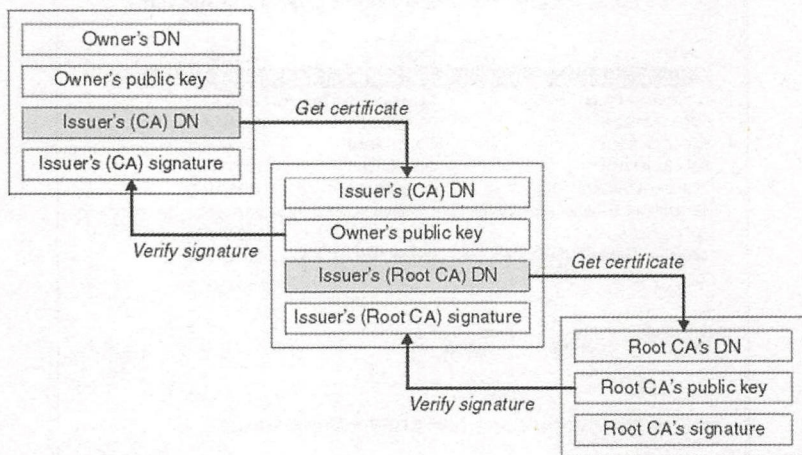 Owner's DN
Owner's public key
Issuer's (CA) DN
Get certificate
Issuer's (CA) signature
Issuer's (CA) DN
Owner's public key
Verify signature
Issuer's (Root CA) DN
Get certificate
Issuer's (Root CA) signature
Root CA's DN
Root CA's public key
Verify signature
Root CA's signature